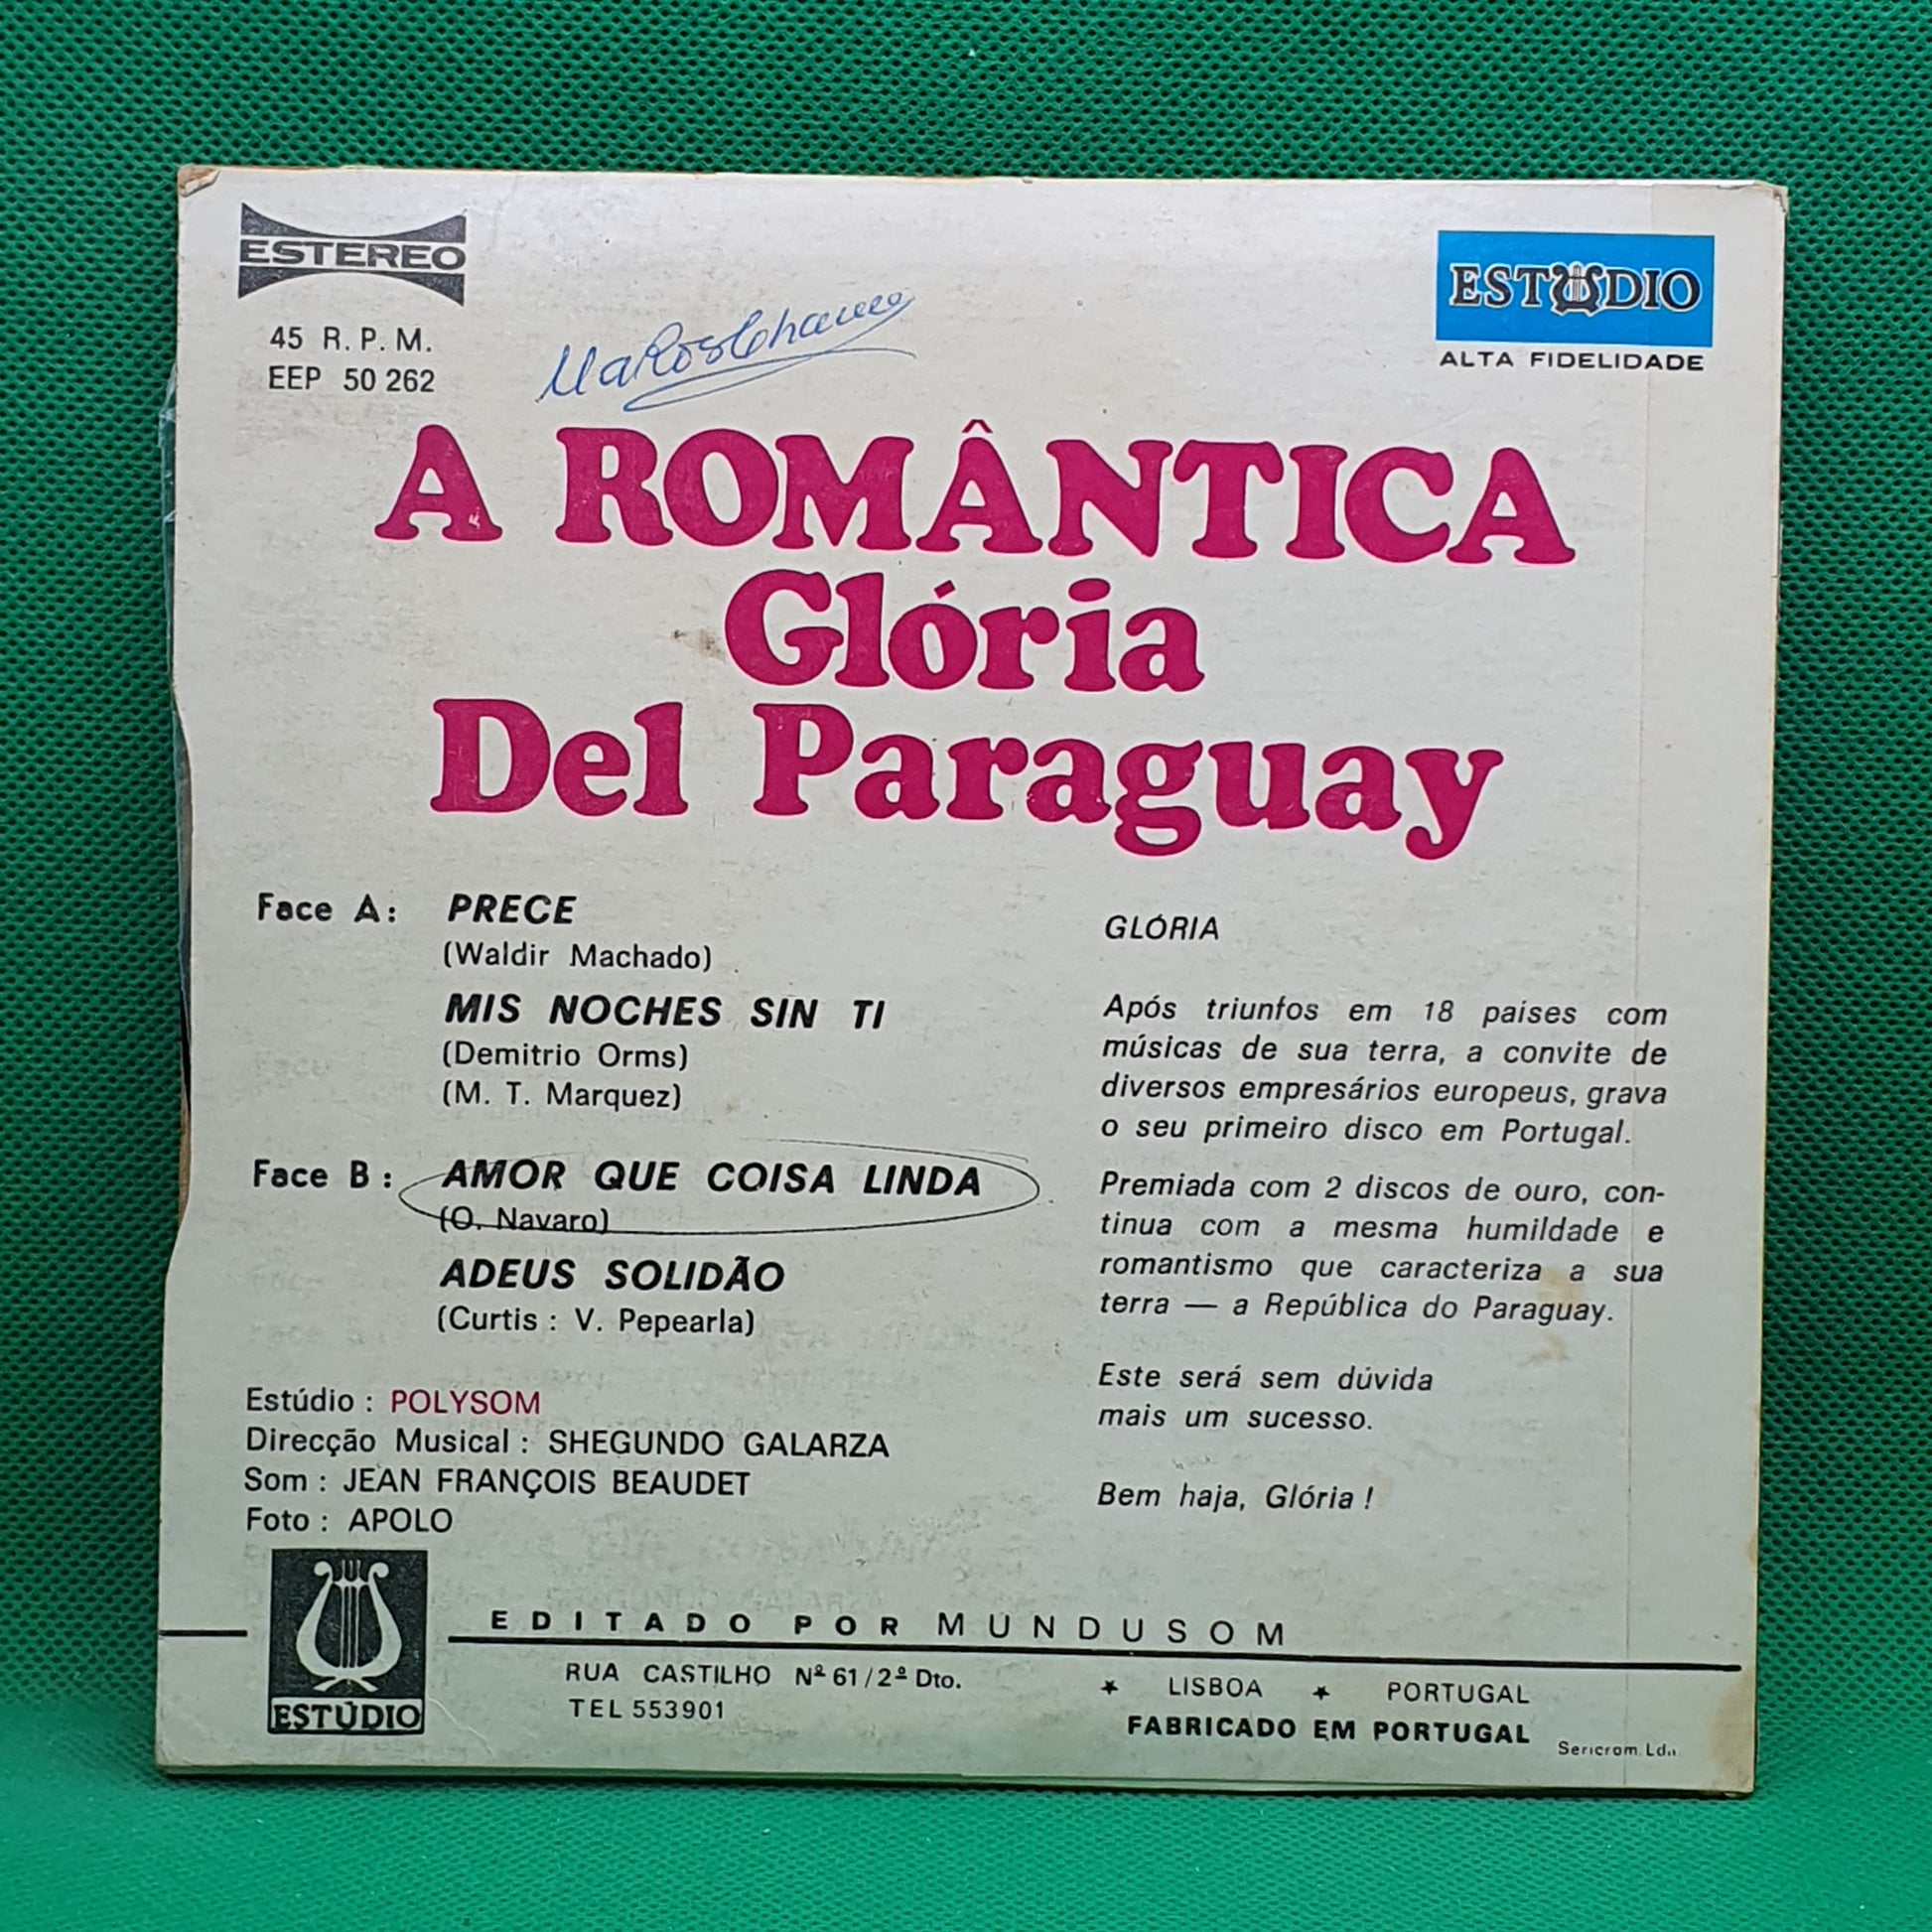 ESTEREO
45 R. P. M.
EEP 50 262
ESTÚDIO
ALTA FIDELIDADE
A ROMÂNTICA
Glória
Del Paraguay
Face A: PRECE
(Waldir Machado)
MIS NOCHES SIN TI
(Demitrio Orms)
(M. T. Marquez)
Face B: AMOR QUE COISA LINDA
(O. Navaro)
ADEUS SOLIDÃO
(Curtis : V. Pepearla)
Estúdio : POLYSOM
Direcção Musical : SHEGUNDO GALARZA
Som : JEAN FRANÇOIS BEAUDET
Foto : APOLO
GLÓRIA
Após triunfos em 18 países com
músicas de sua terra, a convite de
diversos empresários europeus, grava
o seu primeiro disco em Portugal.
Premiada com 2 discos de ouro, con-
tinua com a mesma humildade e
romantismo que caracteriza a sua
terra — a República do Paraguay.
Este será sem dúvida
mais um sucesso.
Bem haja, Glória !
ESTÚDIO
EDITADO POR MUNDUSOM
RUA CASTILHO Nº 61 / 2º Dto.
TEL 553901
★ LISBOA ★ PORTUGAL
FABRICADO EM PORTUGAL
Sericrom Lda